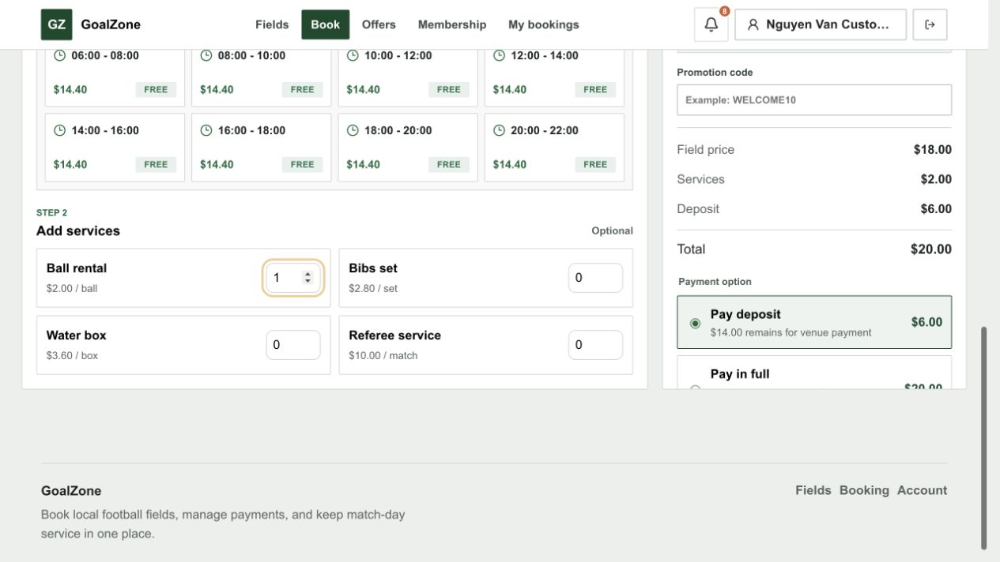 GZ GoalZone Fields Book Offers Membership My bookings 8 Nguyen Van Custo...
06:00 - 08:00 08:00 - 10:00 10:00 - 12:00 12:00 - 14:00
$14.40 FREE $14.40 FREE $14.40 FREE $14.40 FREE
14:00 - 16:00 16:00 - 18:00 18:00 - 20:00 20:00 - 22:00
$14.40 FREE $14.40 FREE $14.40 FREE $14.40 FREE
STEP 2
Add services Optional
Ball rental
$2.00 / ball
1
Bibs set
$2.80 / set
0
Water box
$3.60 / box
0
Referee service
$10.00 / match
0
Promotion code
Example: WELCOME10
Field price $18.00
Services $2.00
Deposit $6.00
Total $20.00
Payment option
Pay deposit
$14.00 remains for venue payment
$6.00
Pay in full
$20.00
GoalZone
Book local football fields, manage payments, and keep match-day
service in one place.
Fields Booking Account